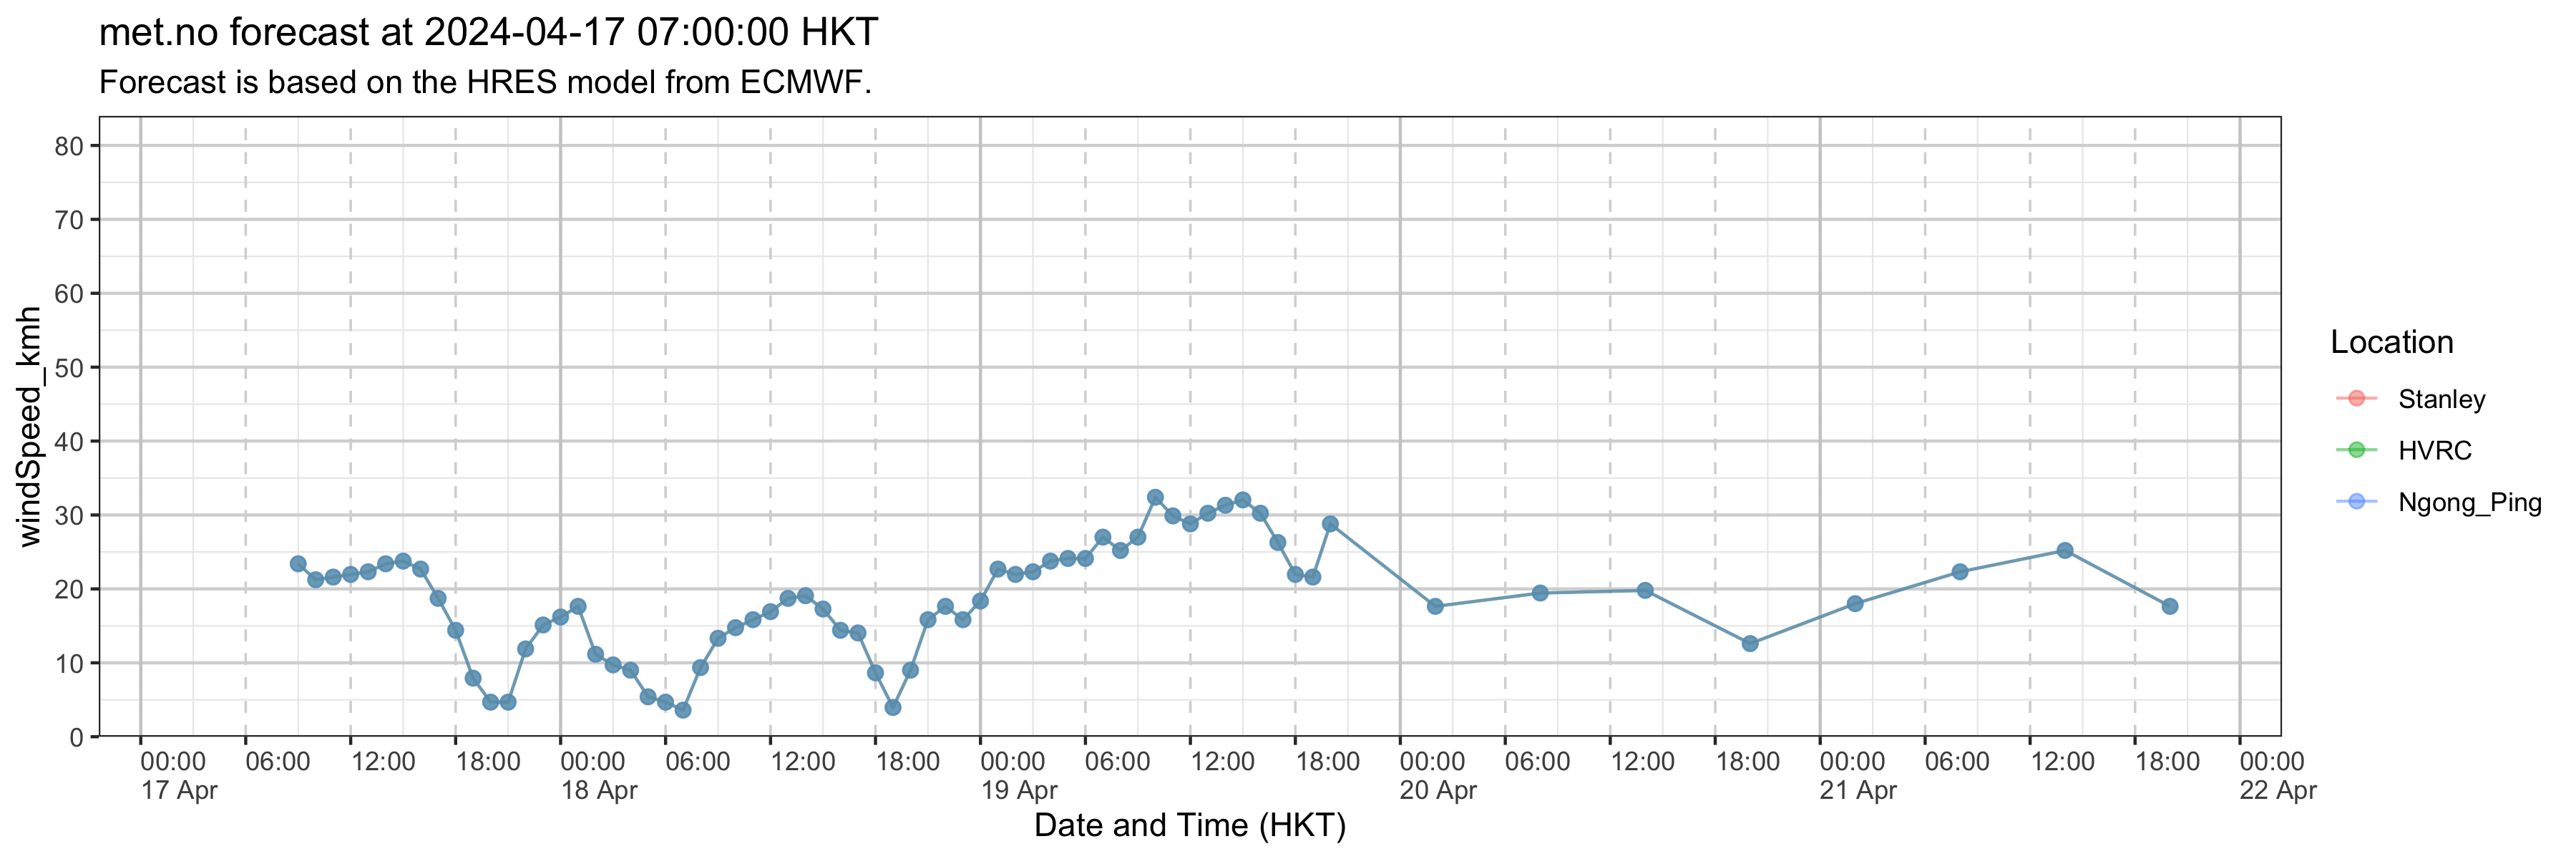 met.no forecast at 2024-04-17 07:00:00 HKT
Forecast is based on the HRES model from ECMWF.
windSpeed_kmh
80
70
60
50
40
30
20
10
0
00:00 06:00 12:00 18:00 00:00 06:00 12:00 18:00 00:00 06:00 12:00 18:00 00:00 06:00 12:00 18:00 00:00 06:00 12:00 18:00 00:00
17 Apr 18 Apr 19 Apr 20 Apr 21 Apr 22 Apr
Date and Time (HKT)
Location
Stanley
HVRC
Ngong_Ping